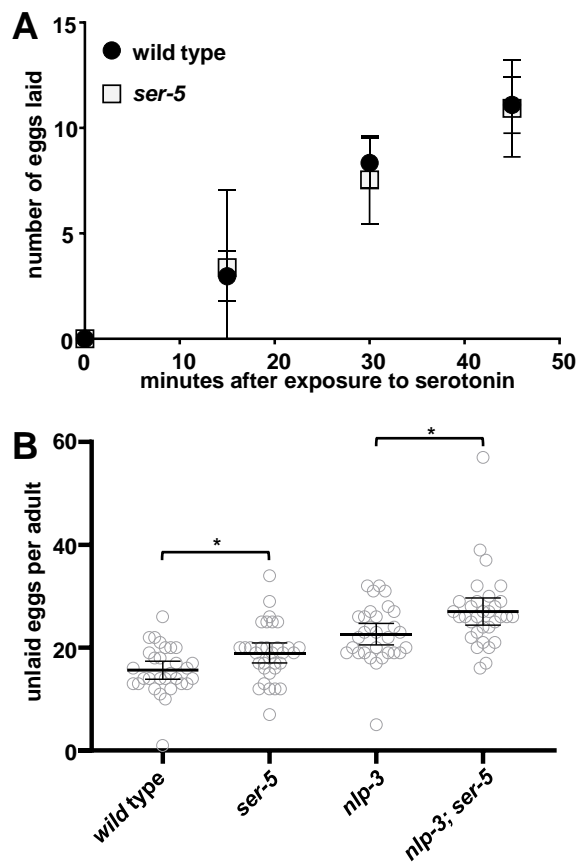 A
15
10
5
0
number of eggs laid
wild type
ser-5
0 10 20 30 40 50
minutes after exposure to serotonin
B
60
40
20
0
unlaid eggs per adult
*
*
wild type
ser-5
nlp-3
nlp-3; ser-5